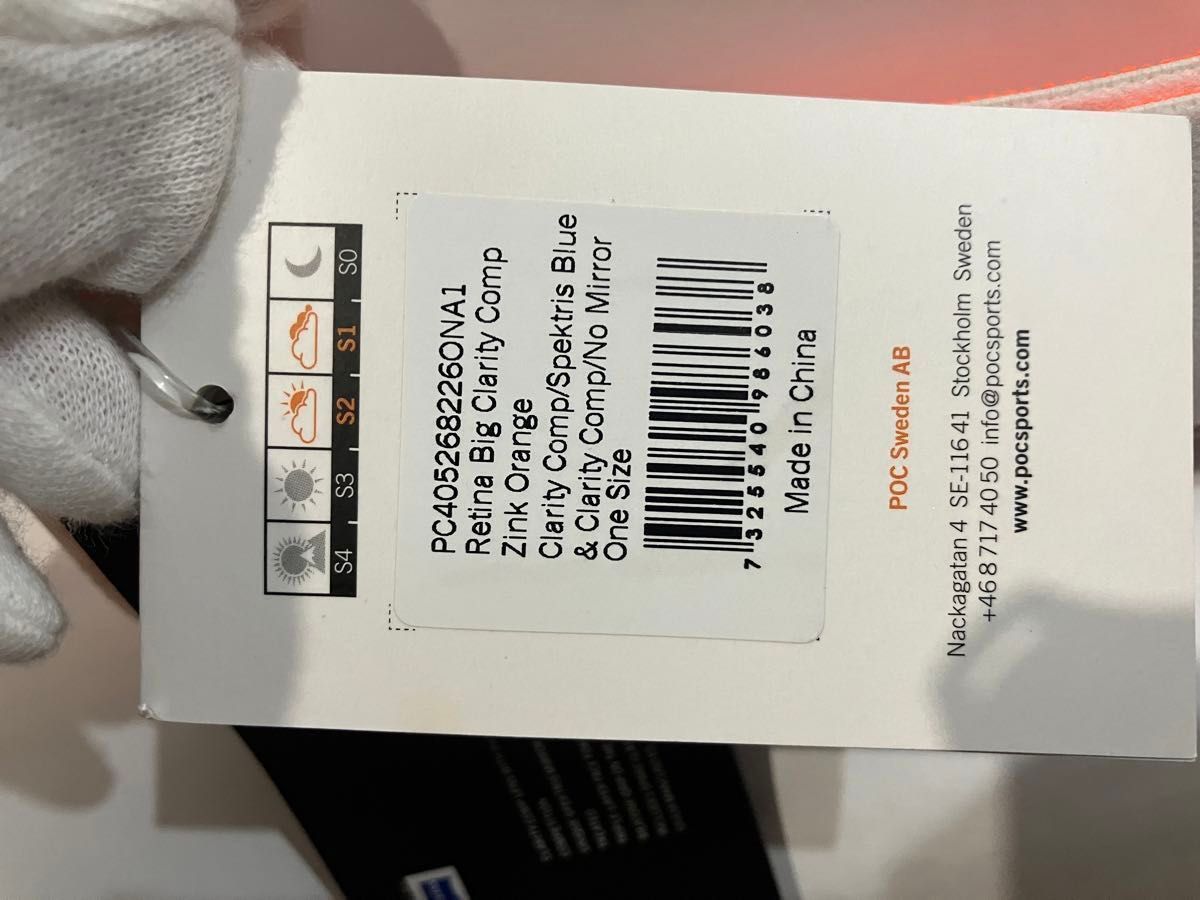 S4 S3 S2 S1 S0
PC405268226ONA1
Retina Big Clarity Comp
Zink Orange
Clarity Comp/Spektris Blue
& Clarity Comp/No Mirror
One Size
7 325540 986038
Made in China
POC Sweden AB
Nackagatan 4 SE-11641 Stockholm Sweden
+46 8 717 40 50 info@pocsports.com
www.pocsports.com